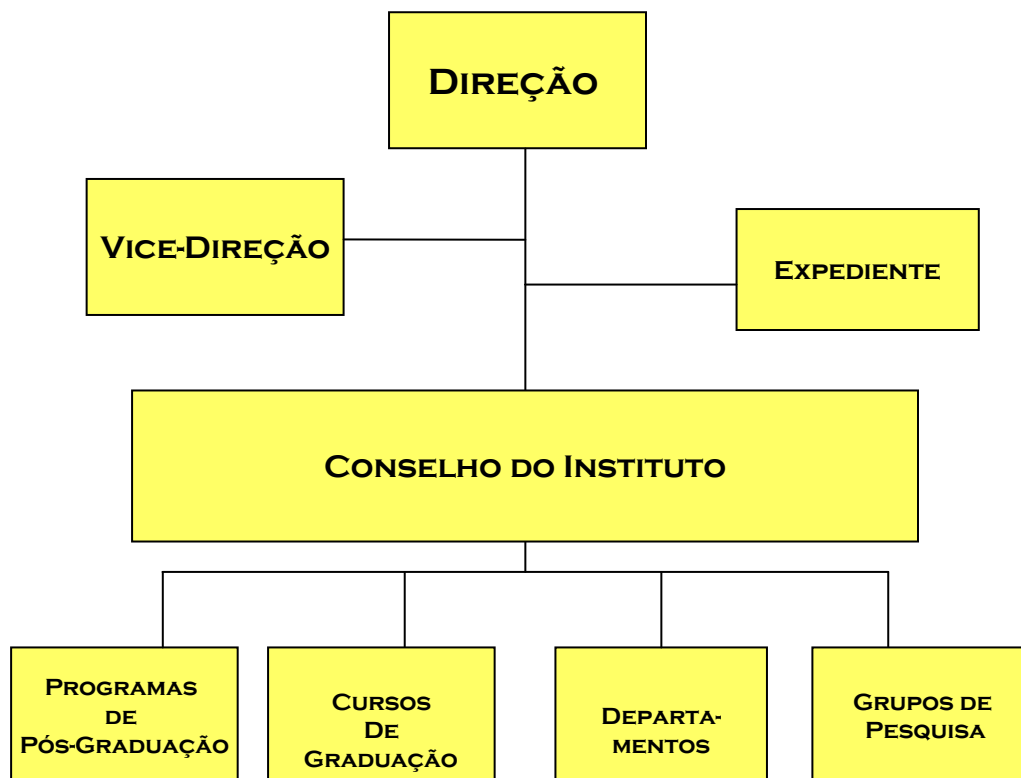 Direção
Vice-Direção
Expediente
Conselho do Instituto
Programas
de
Pós-Graduação
Cursos
De
Graduação
Departa-
mentos
Grupos de
Pesquisa